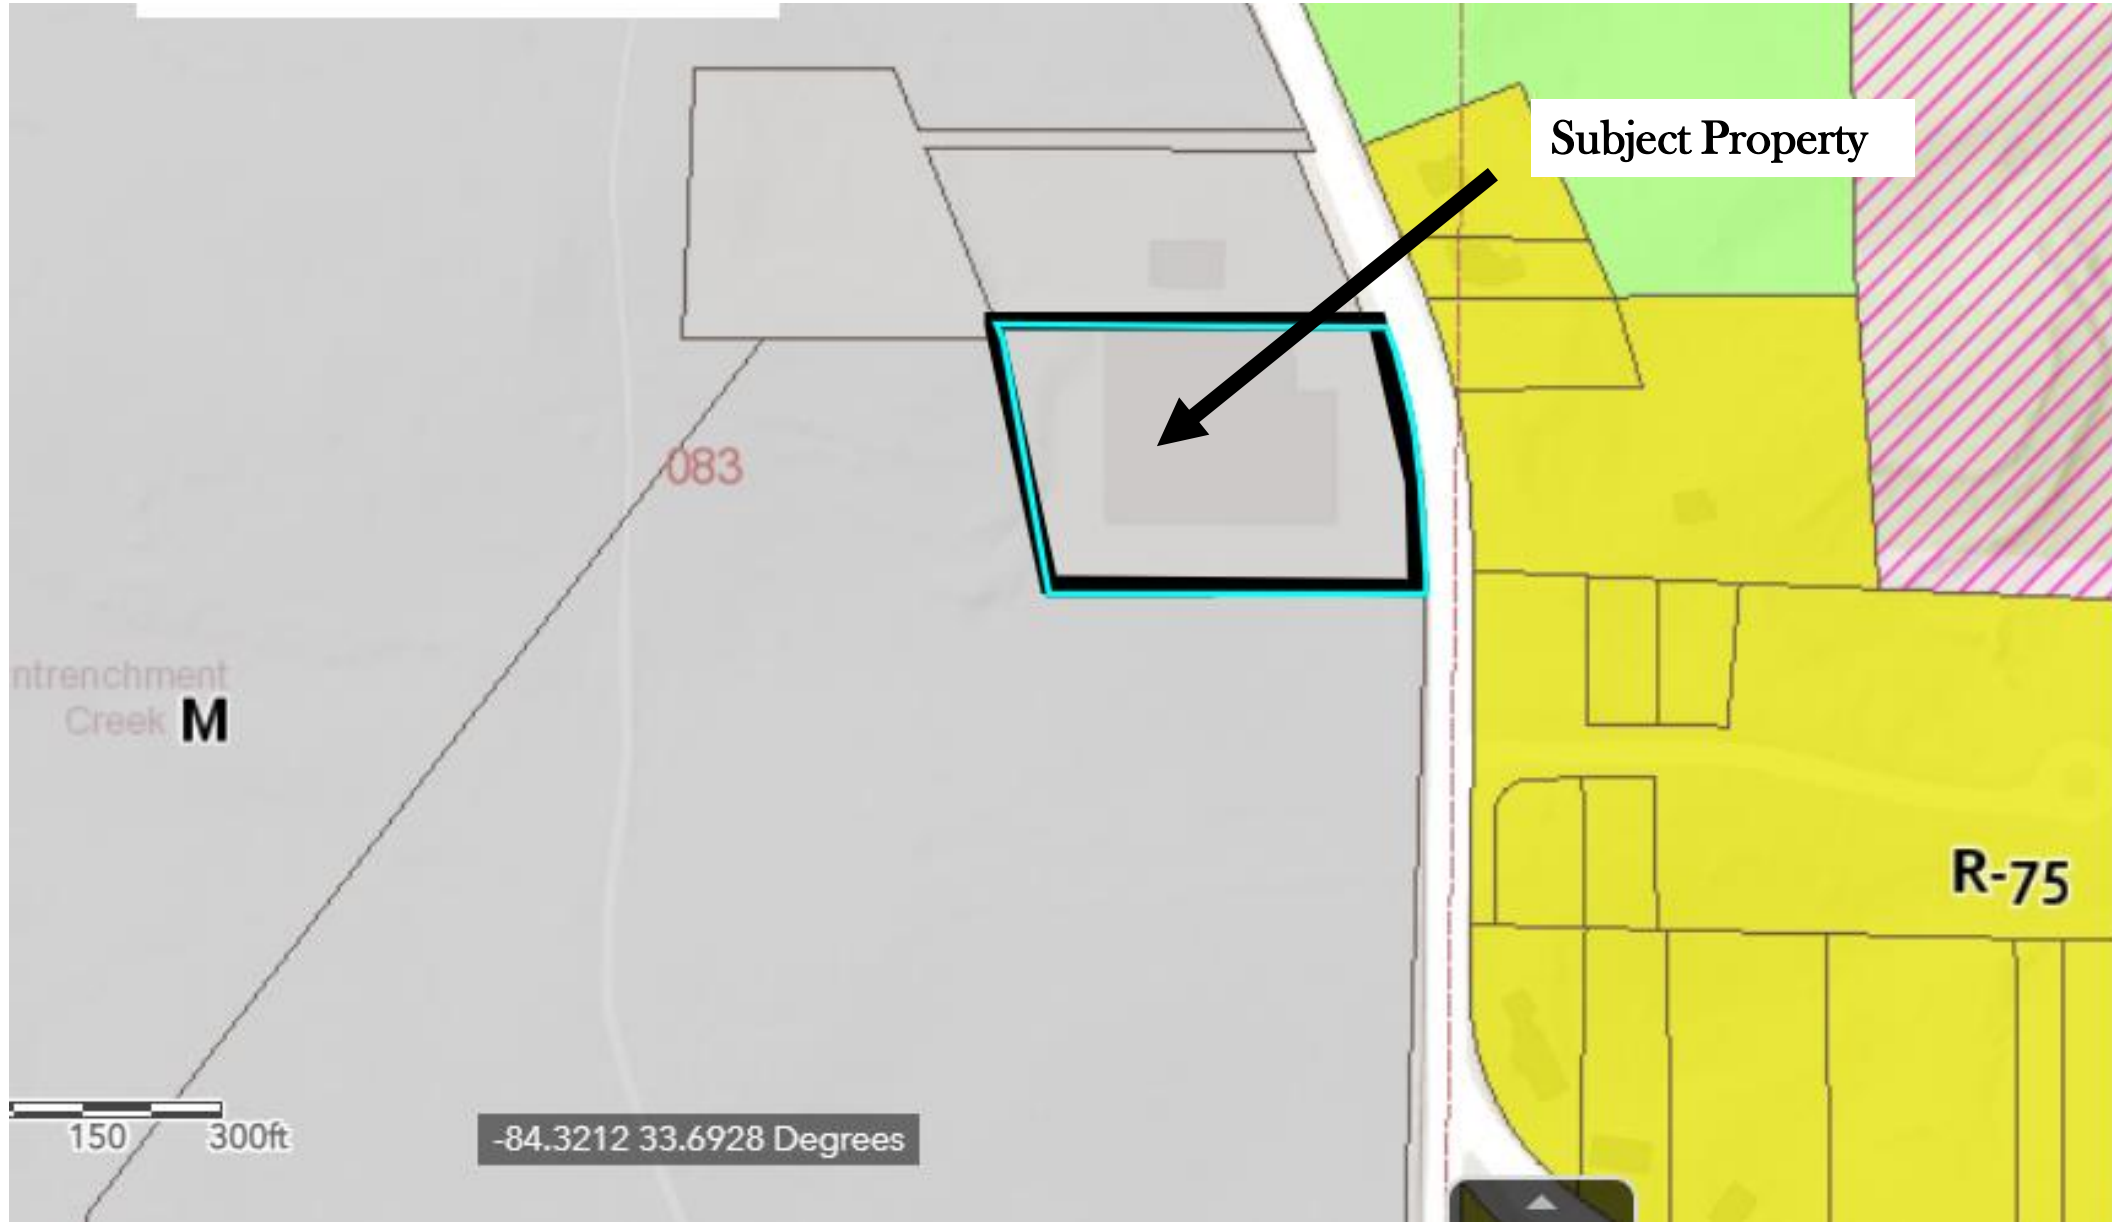 Subject Property
083
ntrenchment
Creek
M
R-75
150 300ft
-84.3212 33.6928 Degrees